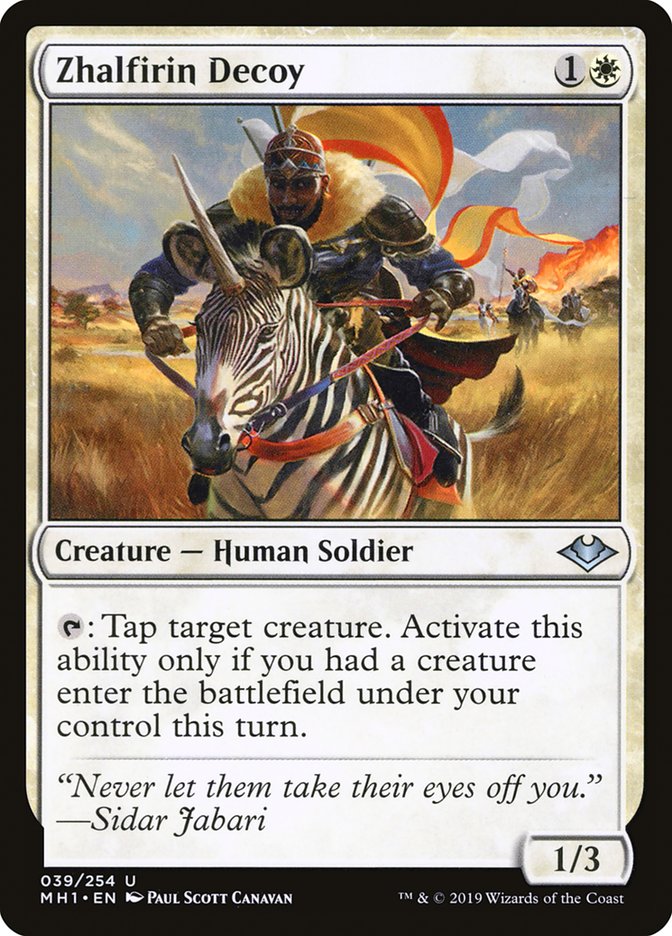 Zhalfirin Decoy 1
Creature — Human Soldier
: Tap target creature. Activate this
ability only if you had a creature
enter the battlefield under your
control this turn.
“Never let them take their eyes off you.”
—Sidar Jabari
1/3
039/254 U
MH1 • EN Paul Scott Canavan
™ & © 2019 Wizards of the Coast